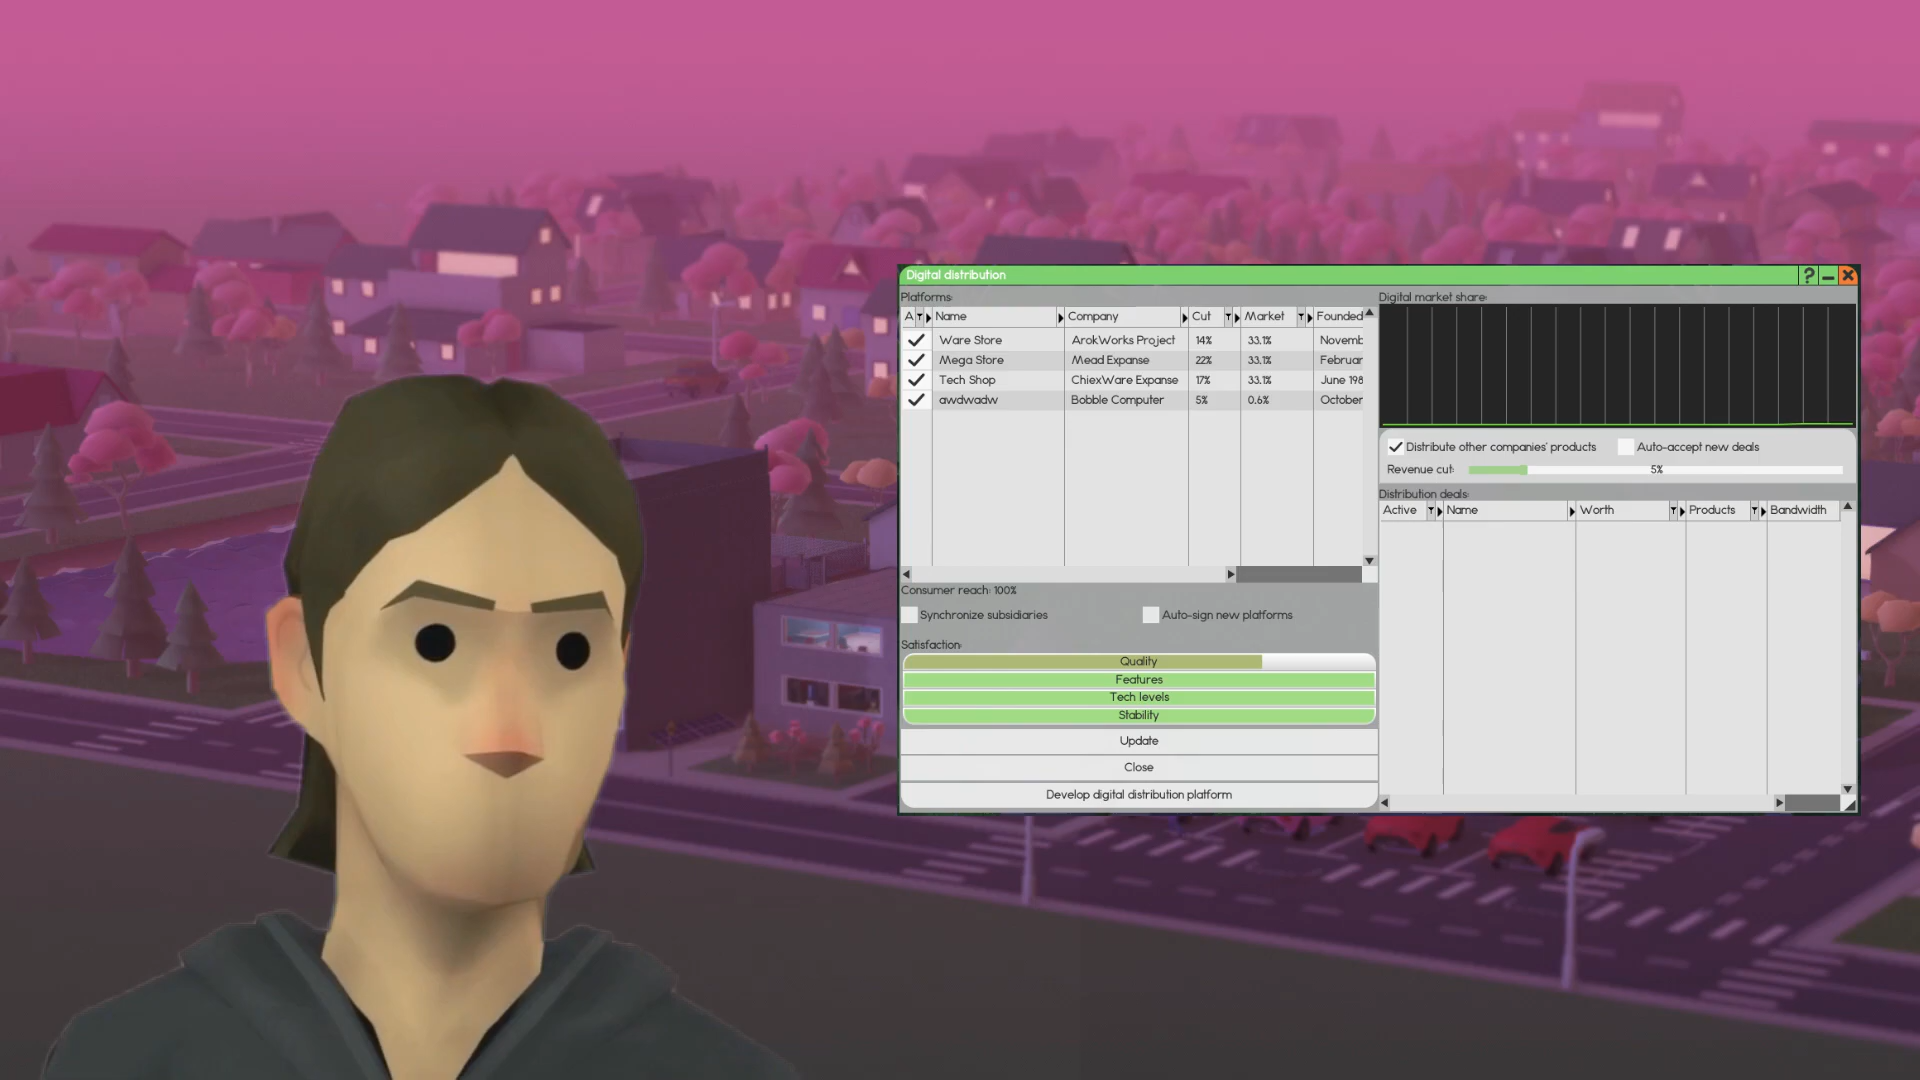 Digital distribution
Platforms:
A Name Company Cut Market Founded
Ware Store ArokWorks Project 14% 33.1% Novemb
Mega Store Mead Expanse 22% 33.1% Februar
Tech Shop ChiexWare Expanse 17% 33.1% June 198
awdwadw Bobble Computer 5% 0.6% October
Consumer reach: 100%
Synchronize subsidiaries Auto-sign new platforms
Satisfaction:
Quality
Features
Tech levels
Stability
Update
Close
Develop digital distribution platform
Digital market share:
Distribute other companies' products Auto-accept new deals
Revenue cut: 5%
Distribution deals:
Active Name Worth Products Bandwidth